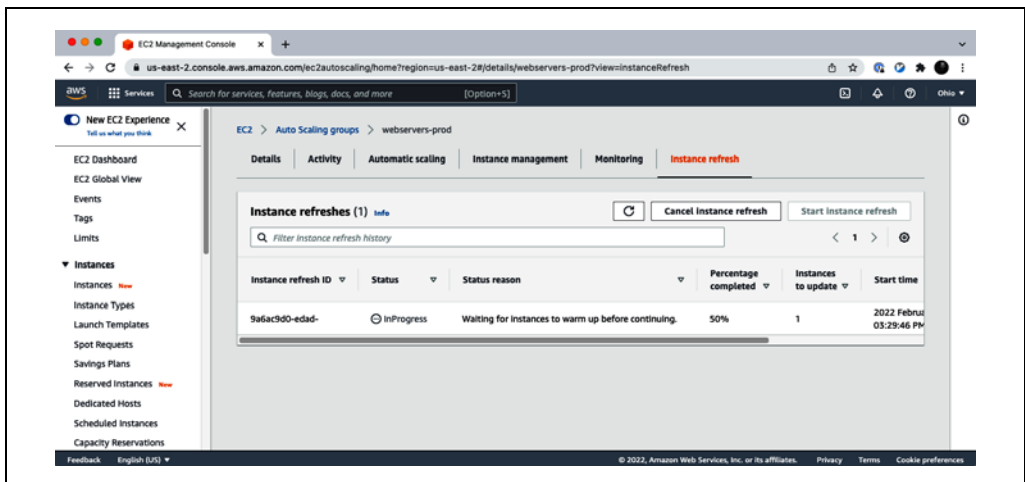 EC2 Management Console
us-east-2.console.aws.amazon.com/ec2autoscaling/home?region=us-east-2#/details/webservers-prod?view=instanceRefresh
aws Services Search for services, features, blogs, docs, and more [Option+S] Ohio
New EC2 Experience
Tell us what you think
EC2 Dashboard
EC2 Global View
Events
Tags
Limits
Instances
Instances New
Instance Types
Launch Templates
Spot Requests
Savings Plans
Reserved Instances New
Dedicated Hosts
Scheduled Instances
Capacity Reservations
EC2 > Auto Scaling groups > webservers-prod
Details Activity Automatic scaling Instance management Monitoring Instance refresh
Instance refreshes (1) Info Cancel instance refresh Start instance refresh
Filter instance refresh history < 1 >
Instance refresh ID Status Status reason Percentage completed Instances to update Start time
9a6ac9d0-edad- InProgress Waiting for instances to warm up before continuing. 50% 1 2022 Februa
03:29:46 PM
Feedback English (US) © 2022, Amazon Web Services, Inc. or its affiliates. Privacy Terms Cookie preferences